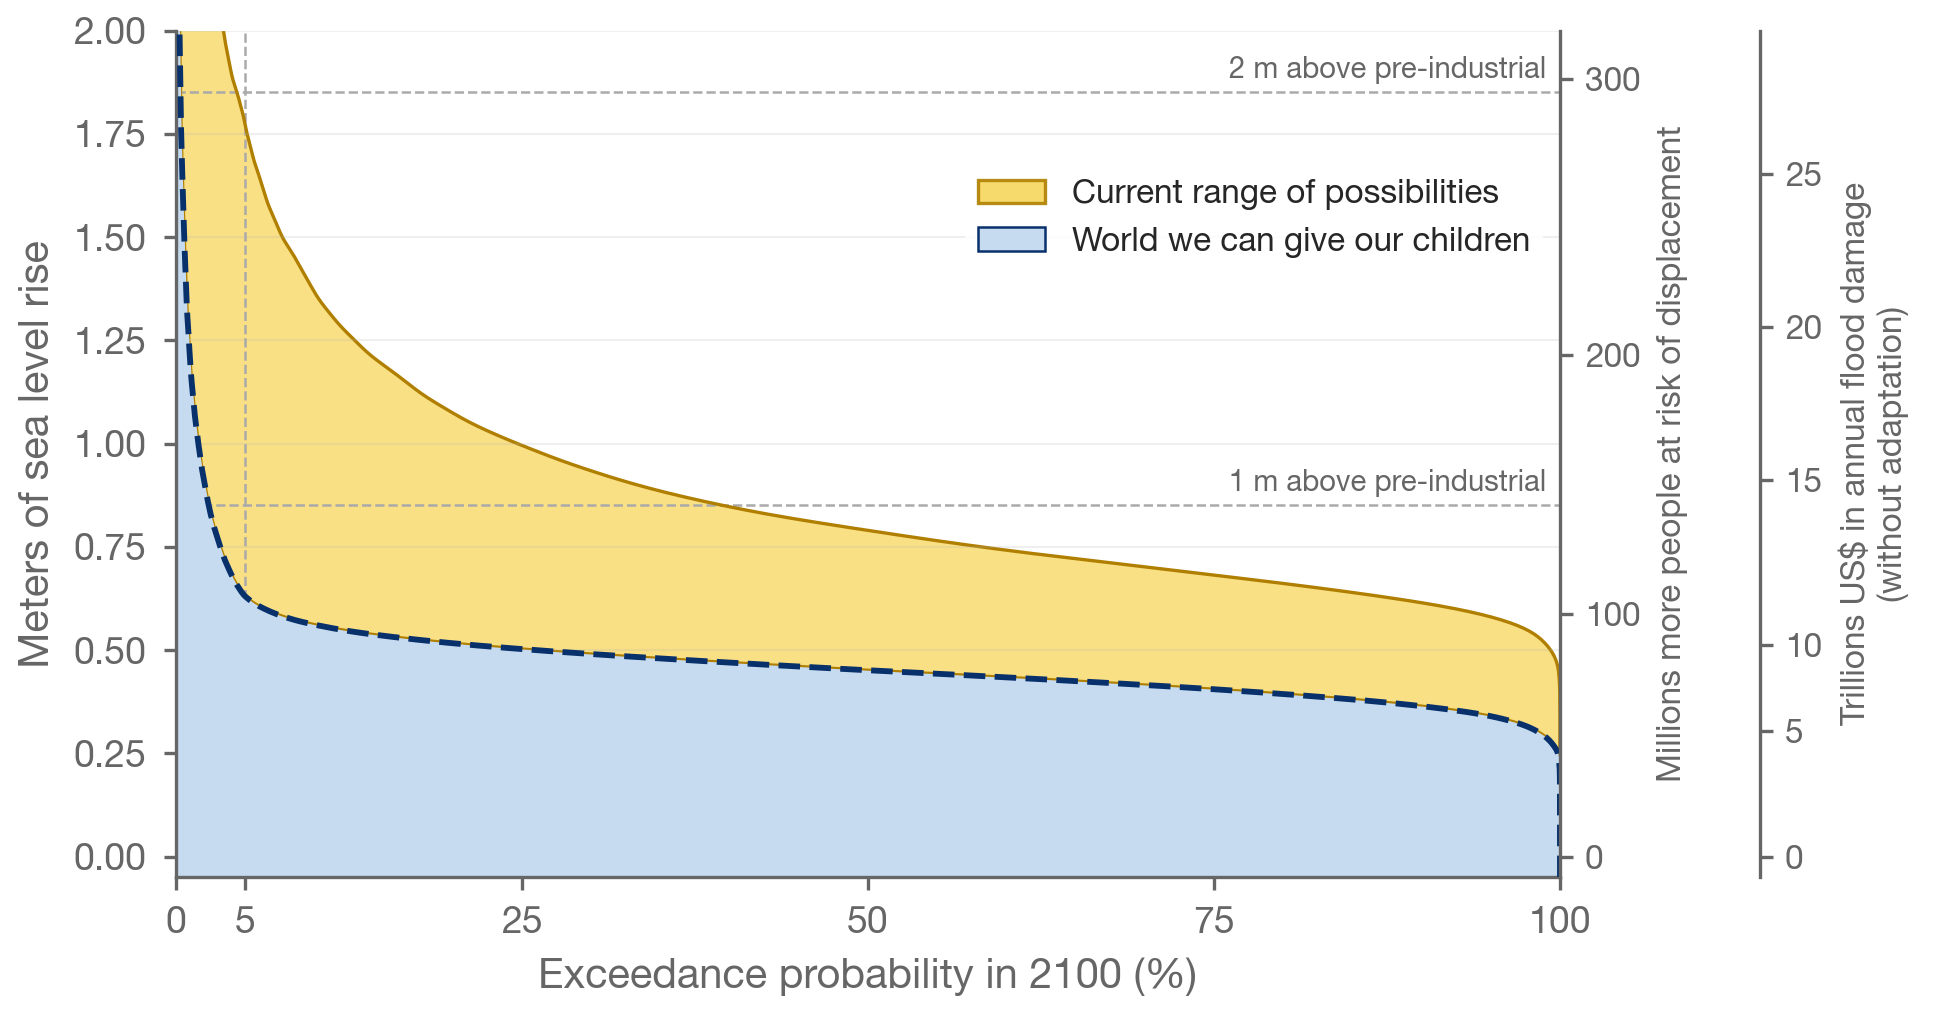 Meters of sea level rise
2.00
1.75
1.50
1.25
1.00
0.75
0.50
0.25
0.00
2 m above pre-industrial
Current range of possibilities
World we can give our children
1 m above pre-industrial
0
5
25
50
75
100
Exceedance probability in 2100 (%)
300
200
100
0
Millions more people at risk of displacement
25
20
15
10
5
0
Trillions US$ in annual flood damage
(without adaptation)